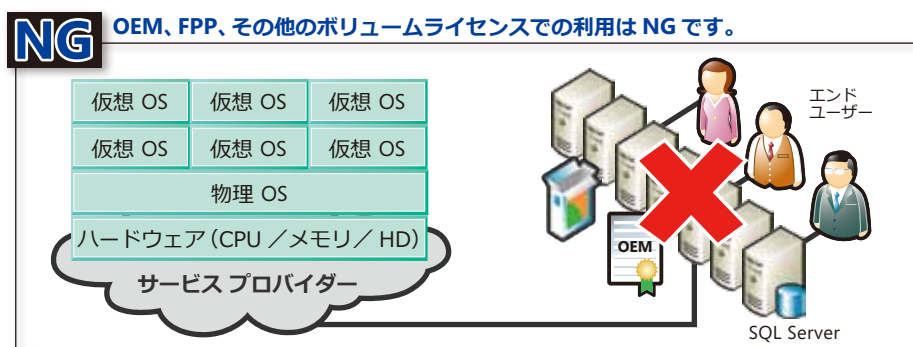 NG
OEM、FPP、その他のボリュームライセンスでの利用は NG です。
仮想 OS 仮想 OS 仮想 OS
仮想 OS 仮想 OS 仮想 OS
物理 OS
ハードウェア（CPU ／メモリ／ HD）
サービス プロバイダー
エンド
ユーザー
OEM
SQL Server